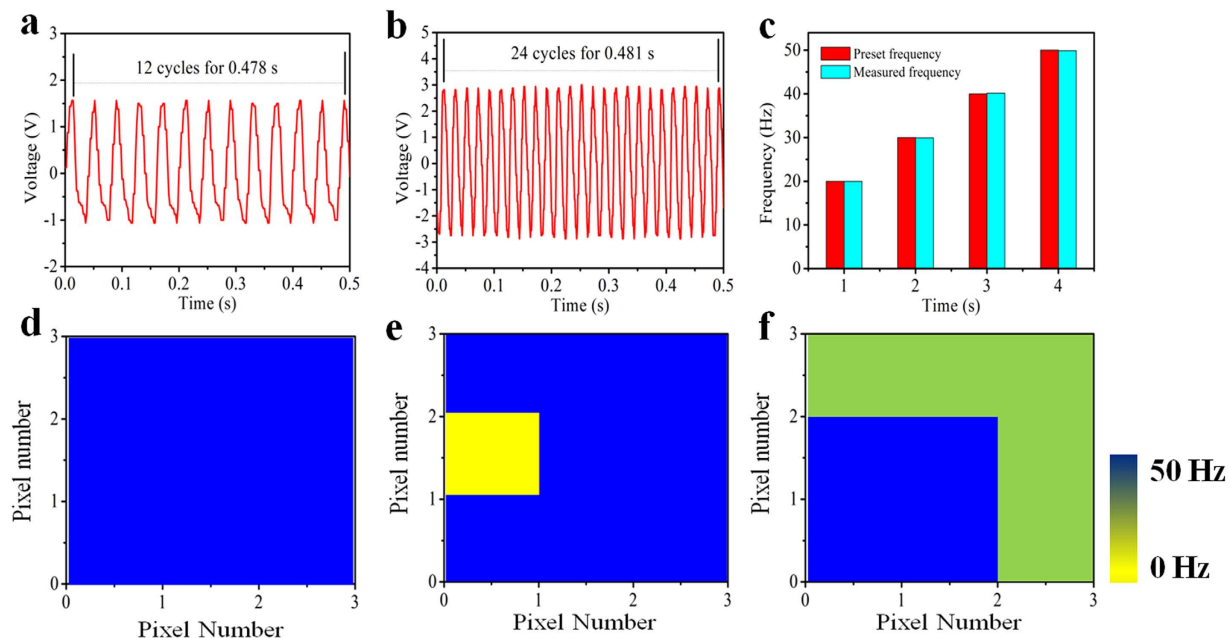 a
12 cycles for 0.478 s
Voltage (V)
3
2
1
0
-1
-2
0.0 0.1 0.2 0.3 0.4 0.5
Time (s)
b
24 cycles for 0.481 s
Voltage (V)
5
4
3
2
1
0
-1
-2
-3
-4
0.0 0.1 0.2 0.3 0.4 0.5
Time (s)
c
Preset frequency
Measured frequency
Frequency (Hz)
50
40
30
20
10
0
1 2 3 4
Time (s)
d
Pixel number
3
2
1
0
0 1 2 3
Pixel Number
e
Pixel number
3
2
1
0
0 1 2 3
Pixel Number
f
Pixel number
3
2
1
0
0 1 2 3
Pixel Number
50 Hz
0 Hz